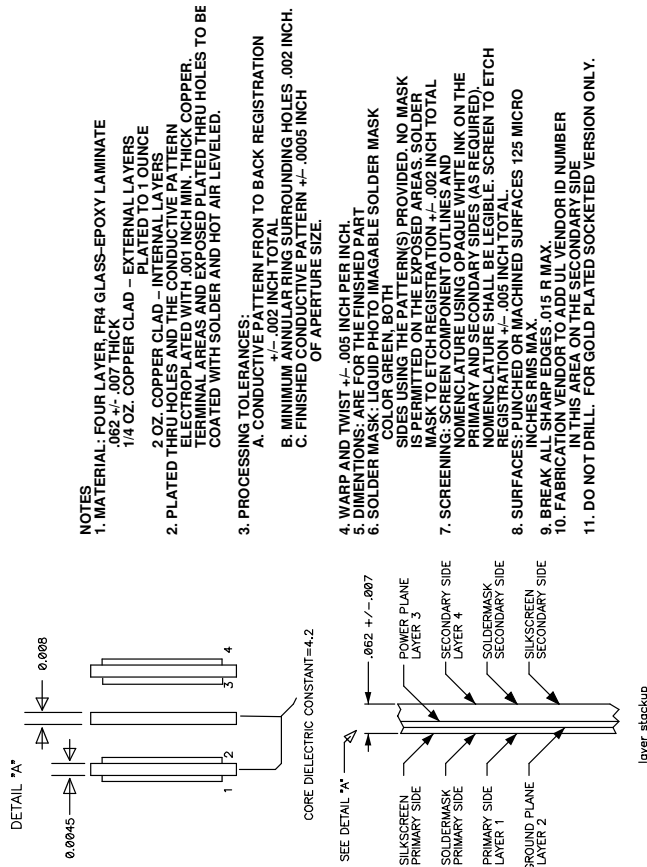 NOTES
1. MATERIAL: FOUR LAYER, FR4 GLASS-EPOXY LAMINATE
.062 +/- .007 THICK
1/4 OZ. COPPER CLAD – EXTERNAL LAYERS
PLATED TO 1 OUNCE
2 OZ. COPPER CLAD – INTERNAL LAYERS
2. PLATED THRU HOLES AND THE CONDUCTIVE PATTERN
ELECTROPLATED WITH .001 INCH MIN. THICK COPPER.
TERMINAL AREAS AND EXPOSED PLATED THRU HOLES TO BE
COATED WITH SOLDER AND HOT AIR LEVELED.
3. PROCESSING TOLERANCES:
A. CONDUCTIVE PATTERN FRON TO BACK REGISTRATION
+/– .002 INCH TOTAL
B. MINIMUM ANNULAR RING SURROUNDING HOLES .002 INCH.
C. FINISHED CONDUCTIVE PATTERN +/– .0005 INCH
OF APERTURE SIZE.
4. WARP AND TWIST +/– .005 INCH PER INCH.
5. DIMENTIONS: ARE FOR THE FINISHED PART
6. SOLDER MASK: LIQUID PHOTO IMAGABLE SOLDER MASK
COLOR GREEN, BOTH
SIDES USING THE PATTERN(S) PROVIDED. NO MASK
IS PERMITTED ON THE EXPOSED AREAS. SOLDER
MASK TO ETCH REGISTRATION +/– .002 INCH TOTAL
7. SCREENING: SCREEN COMPONENT OUTLINES AND
NOMENCLATURE USING OPAQUE WHITE INK ON THE
PRIMARY AND SECONDARY SIDES (AS REQUIRED).
NOMENCLATURE SHALL BE LEGIBLE. SCREEN TO ETCH
REGISTRATION +/– .005 INCH TOTAL.
8. SURFACES: PUNCHED OR MACHINED SURFACES 125 MICRO
INCHES RMS MAX.
9. BREAK ALL SHARP EDGES .015 R MAX.
10. FABRICATION VENDOR TO ADD UL VENDOR ID NUMBER
IN THIS AREA ON THE SECONDARY SIDE
11. DO NOT DRILL. FOR GOLD PLATED SOCKETED VERSION ONLY.
DETAIL "A"
0.0045
0.008
1
2
3
4
CORE DIELECTRIC CONSTANT=4.2
SEE DETAIL "A"
.062 +/–.007
SILKSCREEN
PRIMARY SIDE
SOLDERMASK
PRIMARY SIDE
PRIMARY SIDE
LAYER 1
GROUND PLANE
LAYER 2
POWER PLANE
LAYER 3
SECONDARY SIDE
LAYER 4
SOLDERMASK
SECONDARY SIDE
SILKSCREEN
SECONDARY SIDE
layer stackup